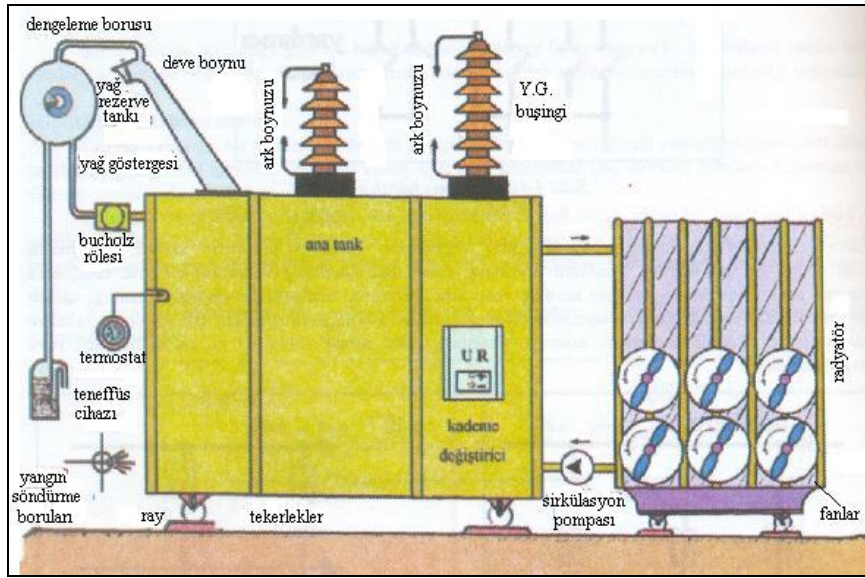 dengeleme borusu
deve boynu
yağ
rezerve
tankı
yağ göstergesi
ark boynuzu
ark boynuzu
Y.G.
buşingi
bucholz
rölesi
ana tank
termostat
U R
teneffüs
cihazı
kademe
değiştirici
radyatör
yangın
söndürme
boruları
ray
tekerlekler
sirkülasyon
pompası
fanlar